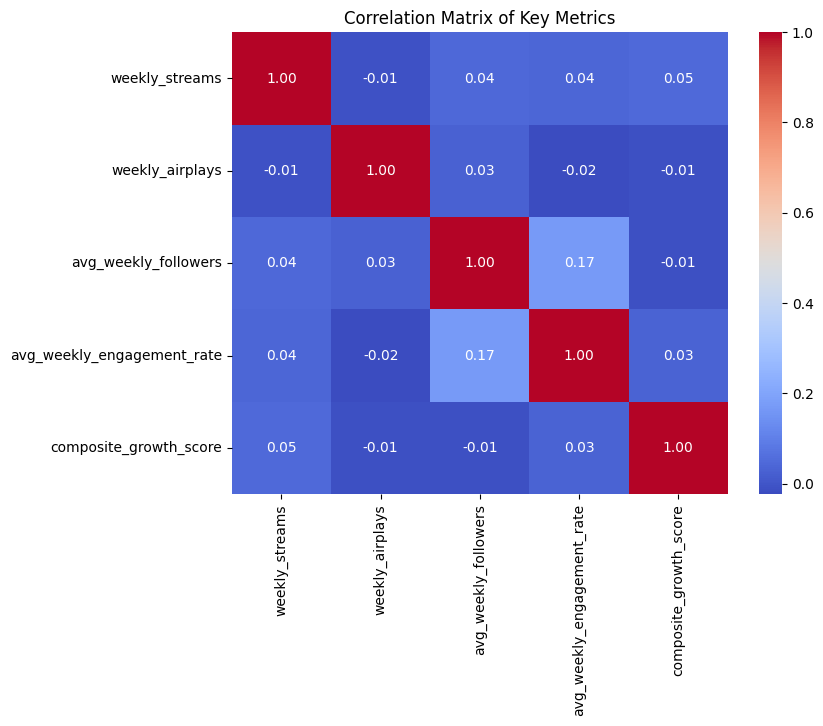 Correlation Matrix of Key Metrics
weekly_streams 1.00 -0.01 0.04 0.04 0.05
weekly_airplays -0.01 1.00 0.03 -0.02 -0.01
avg_weekly_followers 0.04 0.03 1.00 0.17 -0.01
avg_weekly_engagement_rate 0.04 -0.02 0.17 1.00 0.03
composite_growth_score 0.05 -0.01 -0.01 0.03 1.00
weekly_streams
weekly_airplays
avg_weekly_followers
avg_weekly_engagement_rate
composite_growth_score
1.0
0.8
0.6
0.4
0.2
0.0